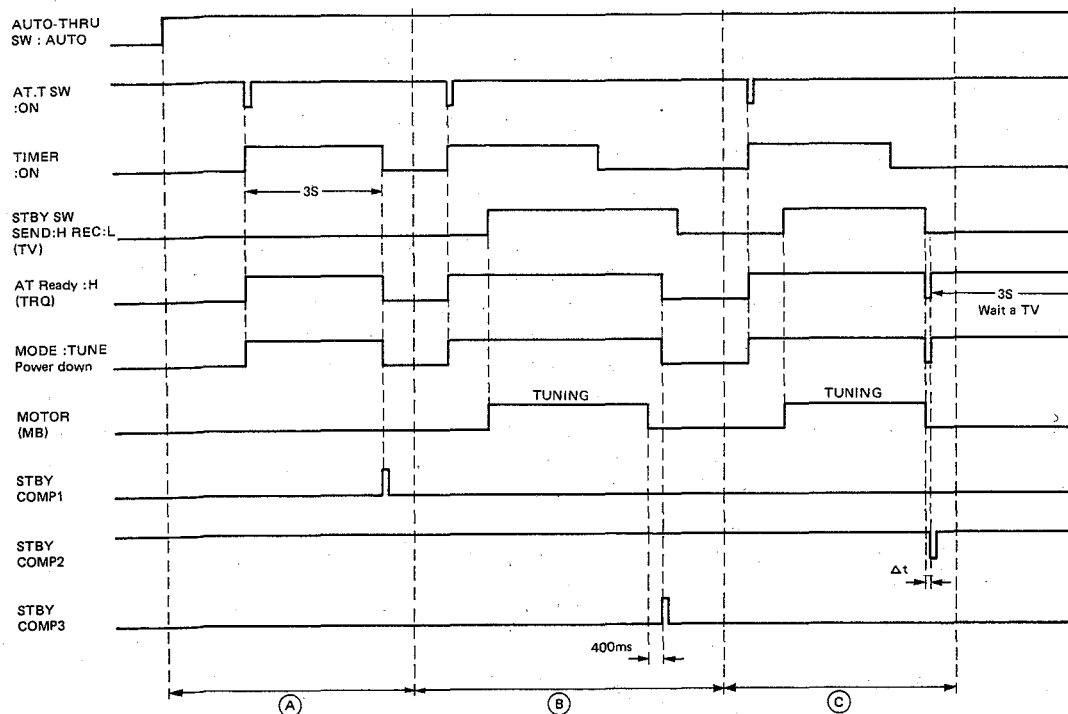 AUTO-THRU
SW : AUTO
AT.T SW
:ON
TIMER
:ON
3S
STBY SW
SEND:H REC:L
(TV)
AT Ready :H
(TRQ)
3S
Wait a TV
MODE :TUNE
Power down
TUNING
TUNING
MOTOR
(MB)
STBY
COMP1
STBY
COMP2
Δt
STBY
COMP3
400ms
A
B
C